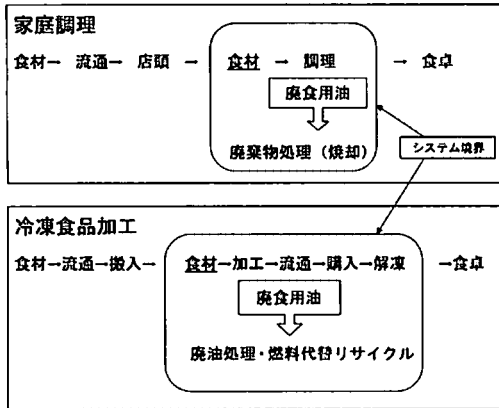 家庭調理
食材→ 流通→ 店頭 → 食材 → 調理 → 食卓
廃食用油
廃棄物処理（焼却）
システム境界
冷凍食品加工
食材→流通→搬入→ 食材→加工→流通→購入→解凍 →食卓
廃食用油
廃油処理・燃料代替リサイクル